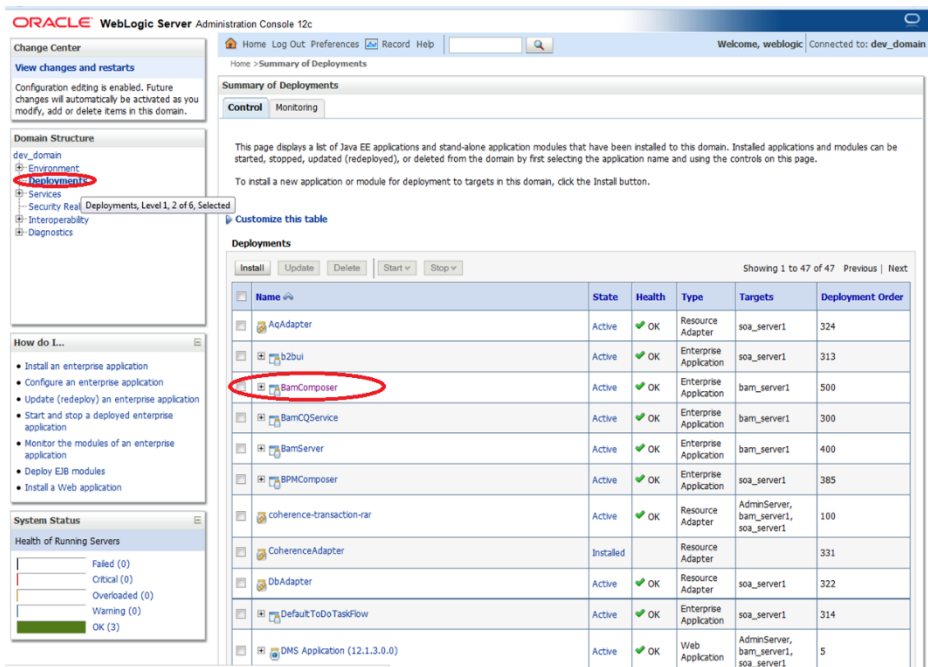 ORACLE WebLogic Server Administration Console 12c
Change Center
View changes and restarts
Configuration editing is enabled. Future
changes will automatically be activated as you
modify, add or delete items in this domain.
Domain Structure
dev_domain
Environment
Deployments
Services
Security Real
Deployments, Level 1, 2 of 6, Selected
Interoperability
Diagnostics
How do I...
Install an enterprise application
Configure an enterprise application
Update (redeploy) an enterprise application
Start and stop a deployed enterprise
application
Monitor the modules of an enterprise
application
Deploy EJB modules
Install a Web application
System Status
Health of Running Servers
Failed (0)
Critical (0)
Overloaded (0)
Warning (0)
OK (3)
Home Log Out Preferences Record Help
Welcome, weblogic Connected to: dev_domain
Home >Summary of Deployments
Summary of Deployments
Control Monitoring
This page displays a list of Java EE applications and stand-alone application modules that have been installed to this domain. Installed applications and modules can be
started, stopped, updated (redeployed), or deleted from the domain by first selecting the application name and using the controls on this page.
To install a new application or module for deployment to targets in this domain, click the Install button.
Customize this table
Deployments
Install Update Delete Start Stop Showing 1 to 47 of 47 Previous | Next
Name State Health Type Targets Deployment Order
AqAdapter Active OK Resource Adapter soa_server1 324
b2bui Active OK Enterprise Application soa_server1 313
BamComposer Active OK Enterprise Application bam_server1 500
BamCQService Active OK Enterprise Application bam_server1 300
BamServer Active OK Enterprise Application bam_server1 400
BPMComposer Active OK Enterprise Application soa_server1 385
coherence-transaction-rar Active OK Resource Adapter AdminServer, bam_server1, soa_server1 100
CoherenceAdapter Installed Resource Adapter 331
DbAdapter Active OK Resource Adapter soa_server1 322
DefaultToDoTaskFlow Active OK Enterprise Application soa_server1 314
DMS Application (12.1.3.0.0) Active OK Web Application AdminServer, bam_server1, soa_server1 5